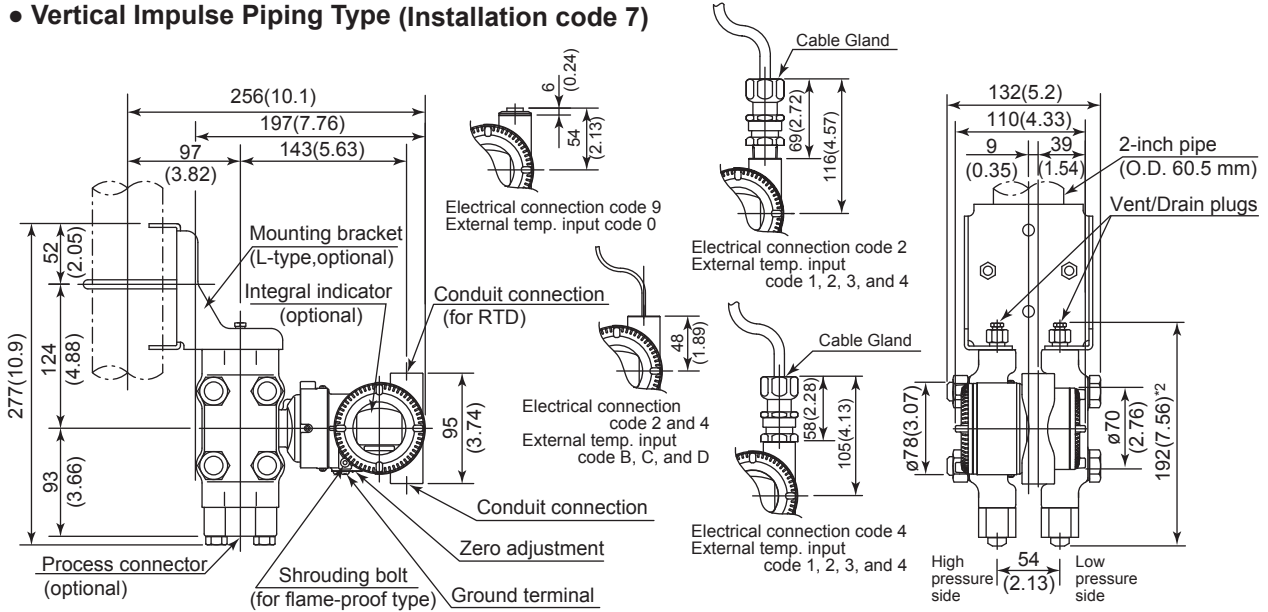 ● Vertical Impulse Piping Type (Installation code 7)
256(10.1)
197(7.76)
97
(3.82)
143(5.63)
52
(2.05)
124
(4.88)
277(10.9)
93
(3.66)
Mounting bracket
(L-type,optional)
Integral indicator
(optional)
Conduit connection
(for RTD)
95
(3.74)
Conduit connection
Zero adjustment
Ground terminal
Shrouding bolt
(for flame-proof type)
Process connector
(optional)
6
(0.24)
54
(2.13)
Electrical connection code 9
External temp. input code 0
48
(1.89)
Electrical connection
code 2 and 4
External temp. input
code B, C, and D
Cable Gland
69(2.72)
116(4.57)
Electrical connection code 2
External temp. input
code 1, 2, 3, and 4
Cable Gland
58(2.28)
105(4.13)
Electrical connection code 4
External temp. input
code 1, 2, 3, and 4
132(5.2)
110(4.33)
9
(0.35)
39
(1.54)
2-inch pipe
(O.D. 60.5 mm)
Vent/Drain plugs
ø78(3.07)
ø70
(2.76)
192(7.56)*2
High
pressure
side
54
(2.13)
Low
pressure
side